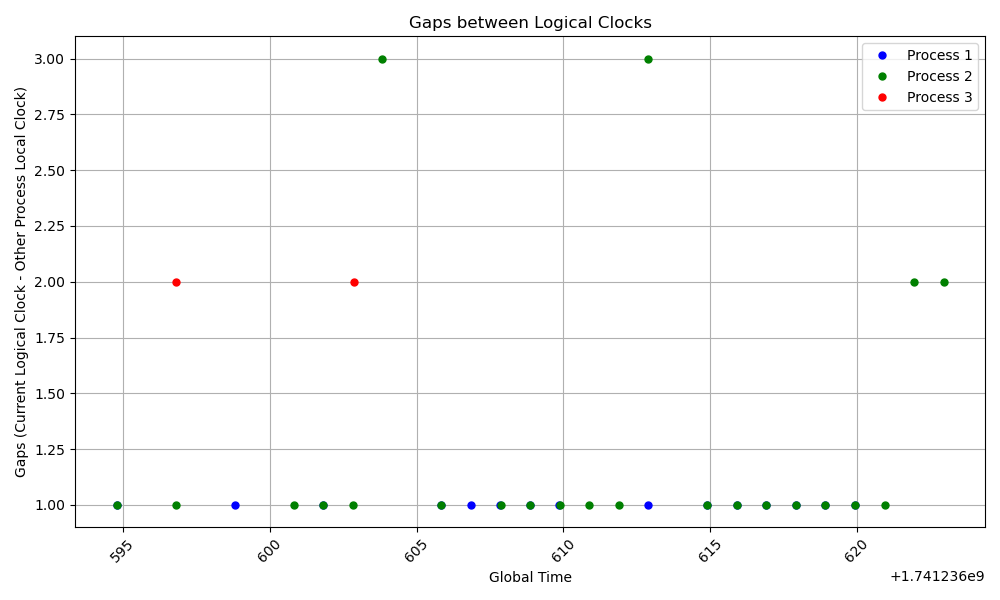 Gaps between Logical Clocks
Gaps (Current Logical Clock - Other Process Local Clock)
3.00
2.75
2.50
2.25
2.00
1.75
1.50
1.25
1.00
Process 1
Process 2
Process 3
595
600
605
610
615
620
Global Time
+1.741236e9